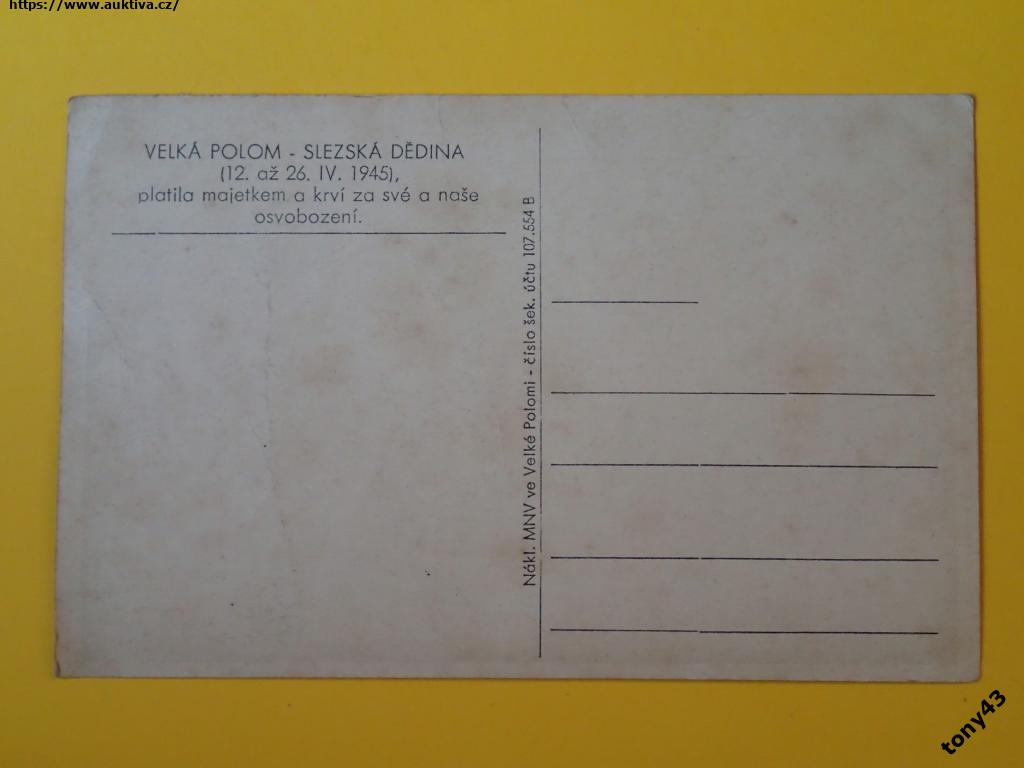 https://www.auktiva.cz/
VELKÁ POLOM - SLEZSKÁ DĚDINA
(12. až 26. IV. 1945),
platila majetkem a krví za své a naše
osvobození.
Nákl. MNV ve Velké Polomi - číslo šek. účtu 107.554 B
tony43